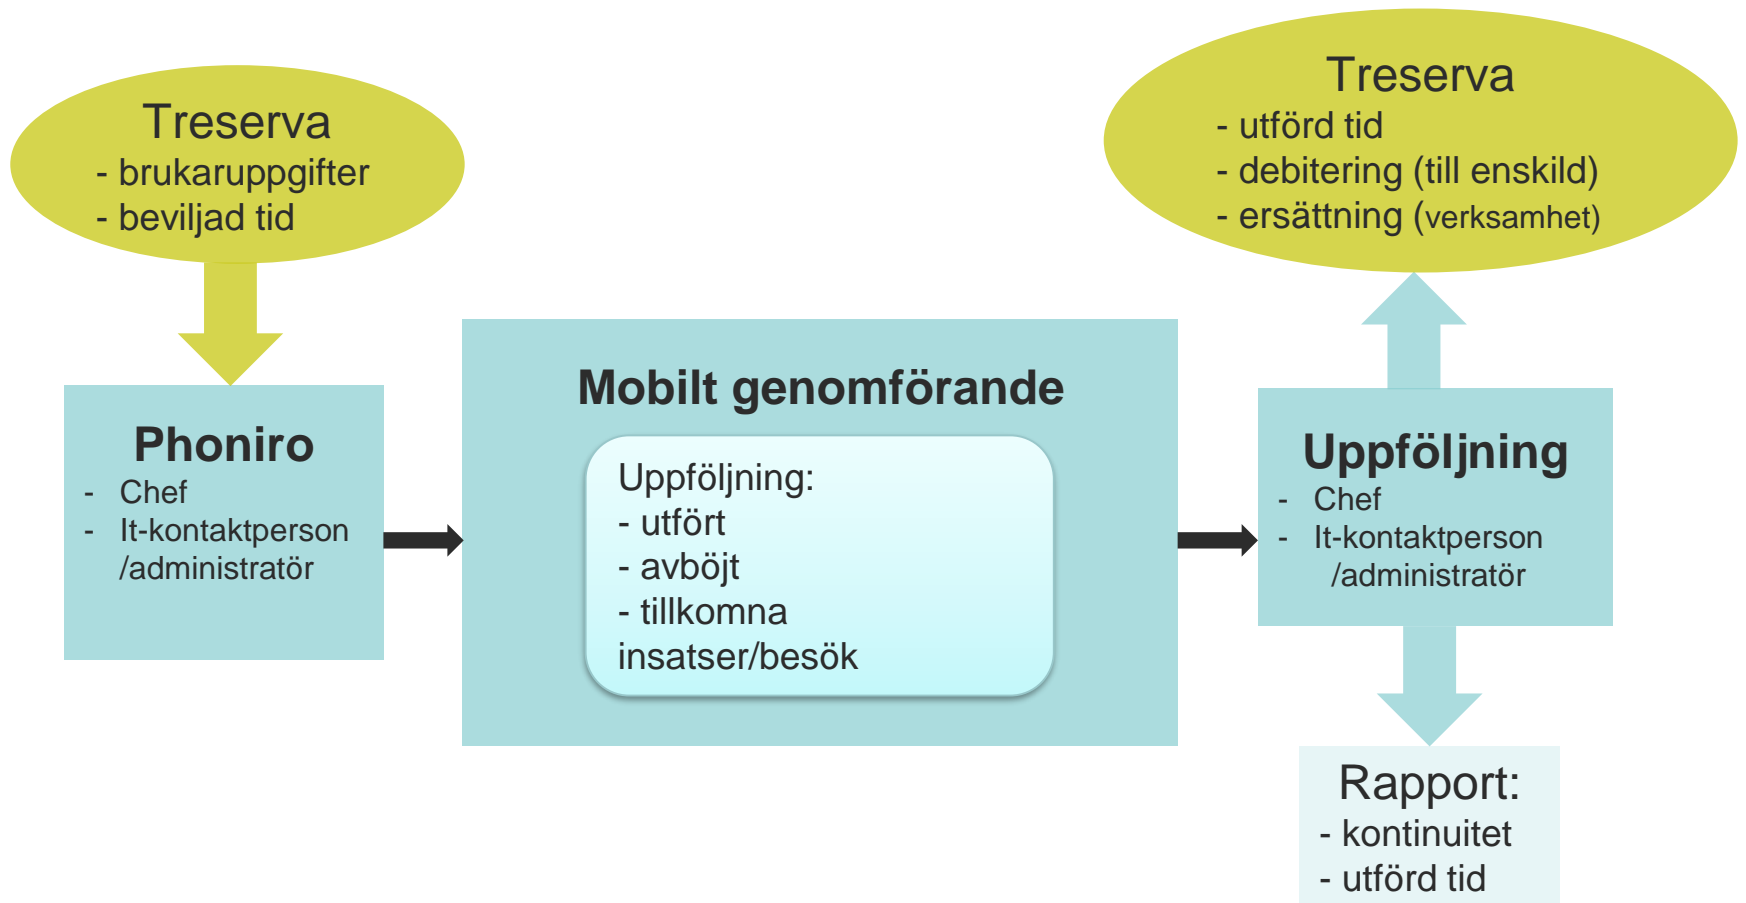 Treserva
- brukaruppgifter
- beviljad tid
Phoniro
- Chef
- It-kontaktperson
/administratör
Mobilt genomförande
Uppföljning:
- utfört
- avböjt
- tillkomna
insatser/besök
Treserva
- utförd tid
- debitering (till enskild)
- ersättning (verksamhet)
Uppföljning
- Chef
- It-kontaktperson
/administratör
Rapport:
- kontinuitet
- utförd tid